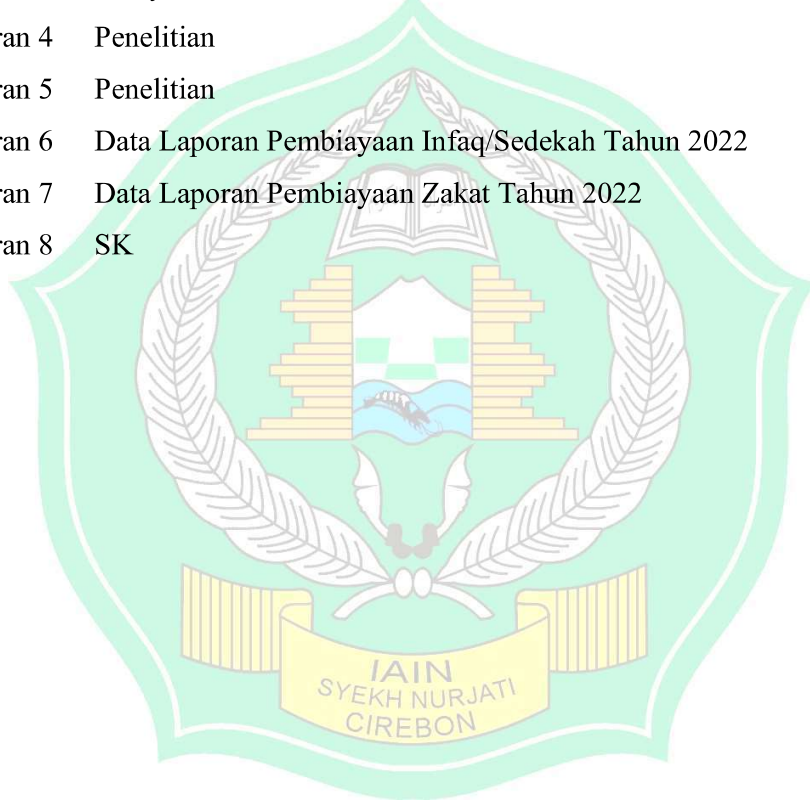 ran 4 Penelitian
ran 5 Penelitian
ran 6 Data Laporan Pembiayaan Infaq/Sedekah Tahun 2022
ran 7 Data Laporan Pembiayaan Zakat Tahun 2022
ran 8 SK
IAIN
SYEKH NURJATI
CIREBON